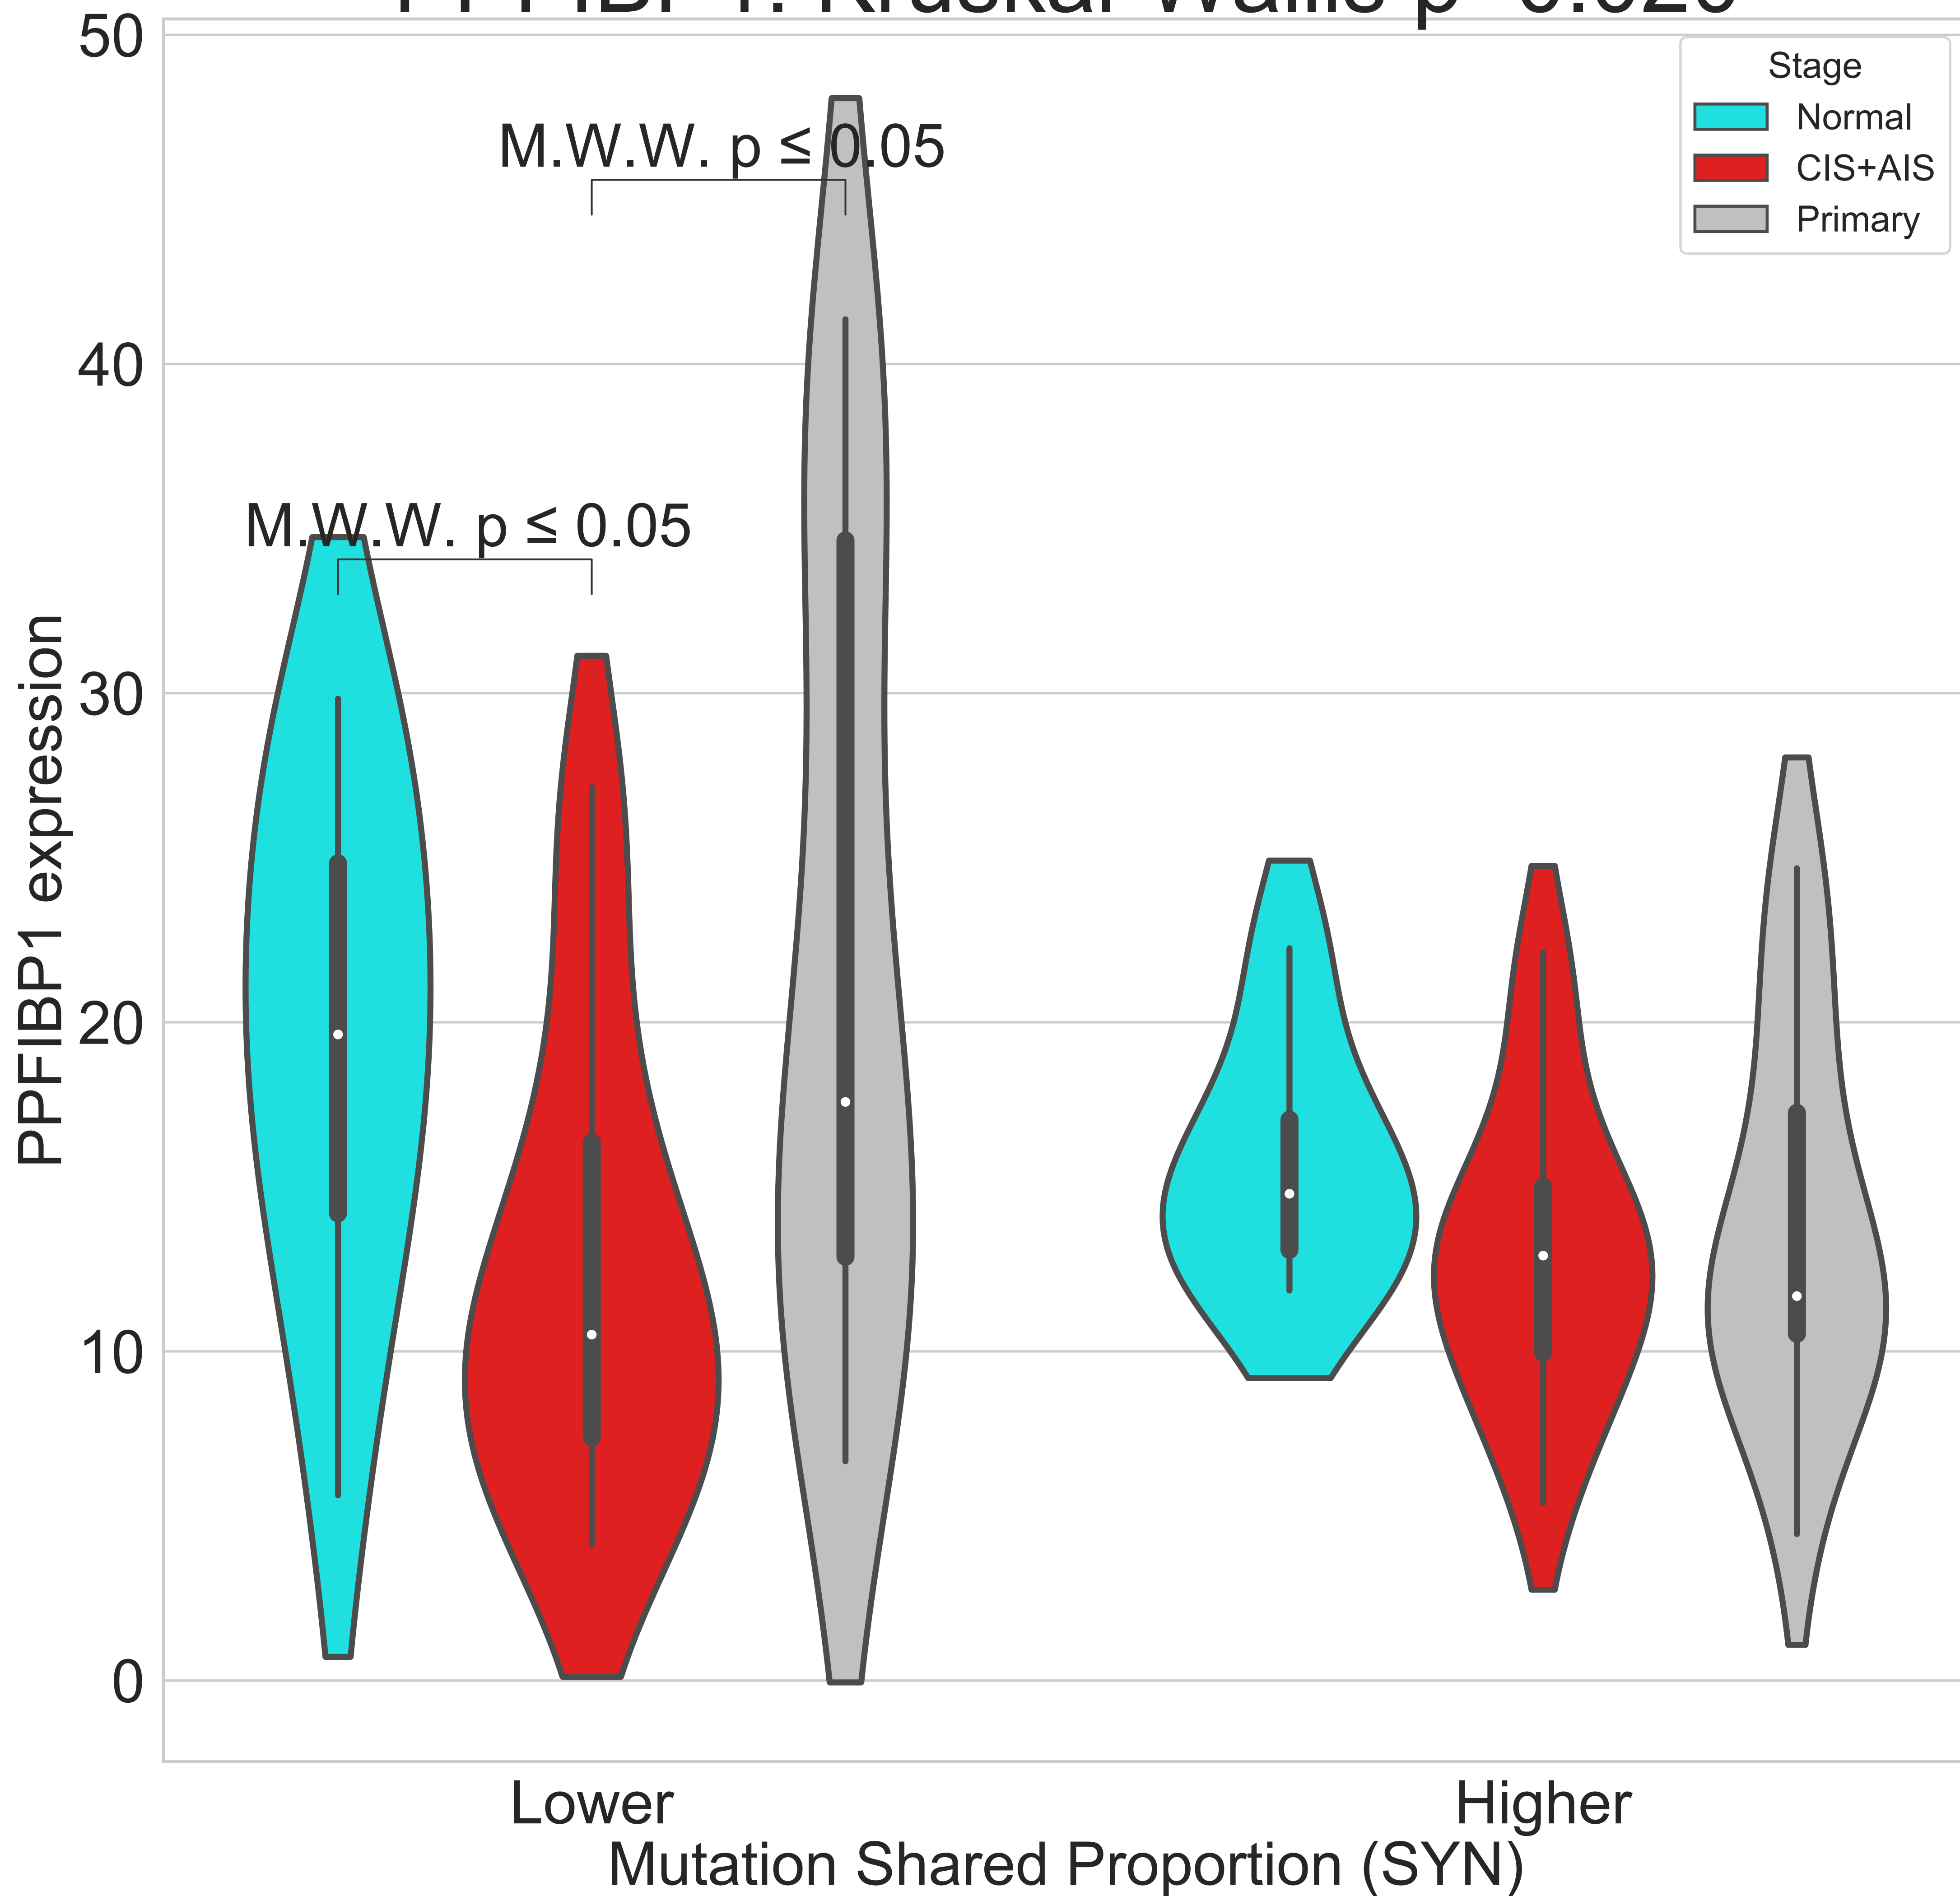 50
40
30
20
10
0
PPFIBP1 expression
M.W.W. p ≤ 0.05
M.W.W. p ≤ 0.05
Stage
Normal
CIS+AIS
Primary
Lower
Higher
Mutation Shared Proportion (SYN)